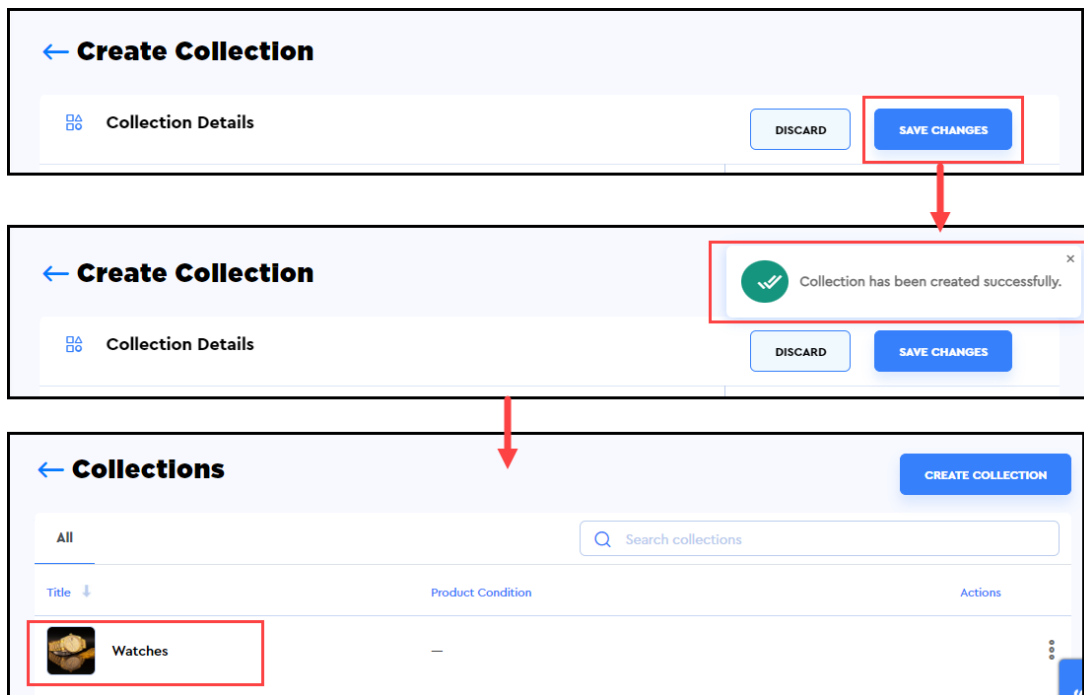 Create Collection
Collection Details
DISCARD
SAVE CHANGES
Create Collection
Collection has been created successfully.
Collection Details
DISCARD
SAVE CHANGES
Collections
CREATE COLLECTION
All
Search collections
Title
Product Condition
Actions
Watches
—